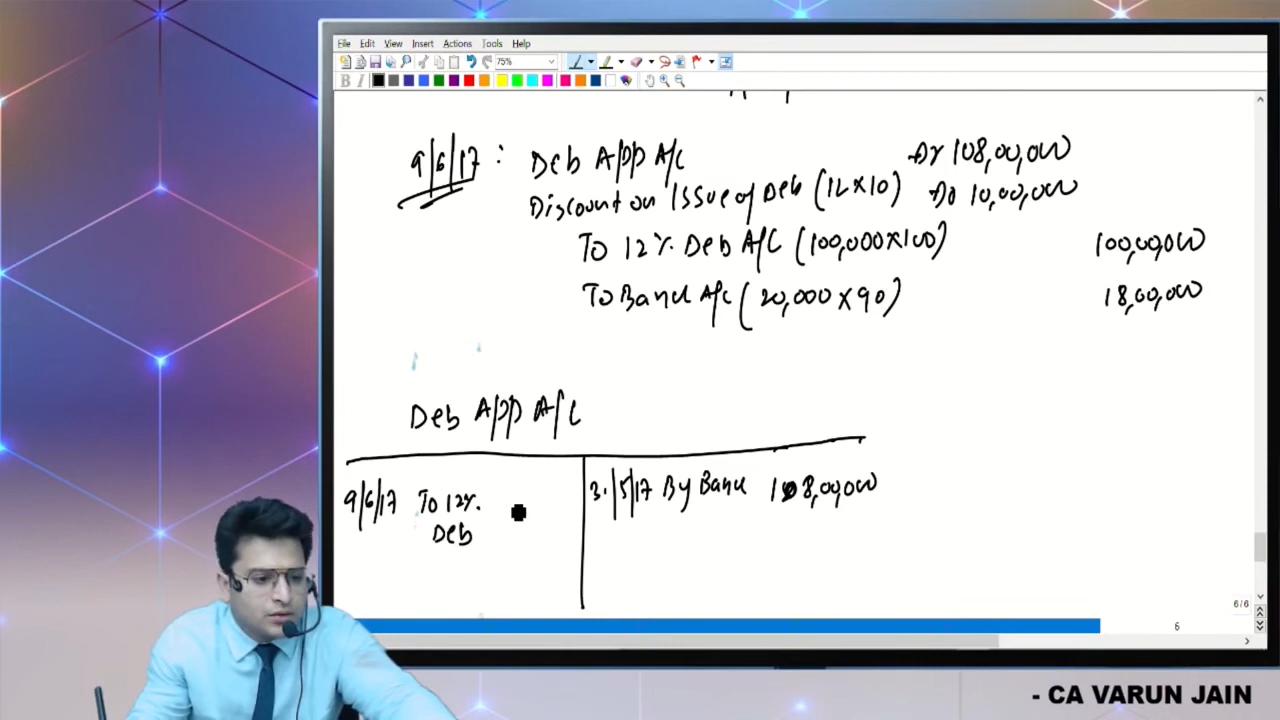 File Edit View Insert Actions Tools Help
75%
9/6/17 : Deb App A/c Dr 108,00,000
Discount on Issue of Deb (1L×10) Dr 10,00,000
To 12% Deb A/c (100,000×100) 100,00,000
To Bank A/c (20,000×90) 18,00,000
Deb App A/c
9/6/17 To 12% Deb
3./5/17 By Bank 108,00,000
6/6
6
- CA VARUN JAIN